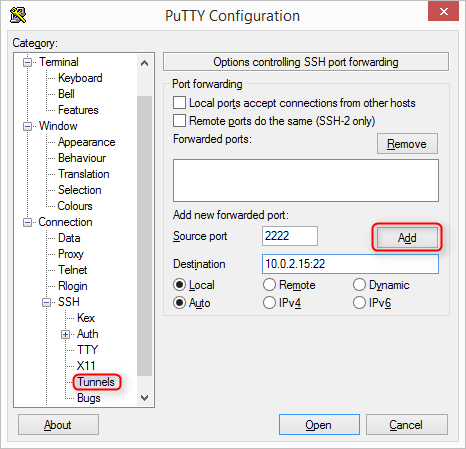 PuTTY Configuration
Category:
Terminal
Keyboard
Bell
Features
Window
Appearance
Behaviour
Translation
Selection
Colours
Connection
Data
Proxy
Telnet
Rlogin
SSH
Kex
Auth
TTY
X11
Tunnels
Bugs
Options controlling SSH port forwarding
Port forwarding
Local ports accept connections from other hosts
Remote ports do the same (SSH-2 only)
Forwarded ports:
Remove
Add new forwarded port:
Source port 2222 Add
Destination 10.0.2.15:22
Local Remote Dynamic
Auto IPv4 IPv6
About Open Cancel